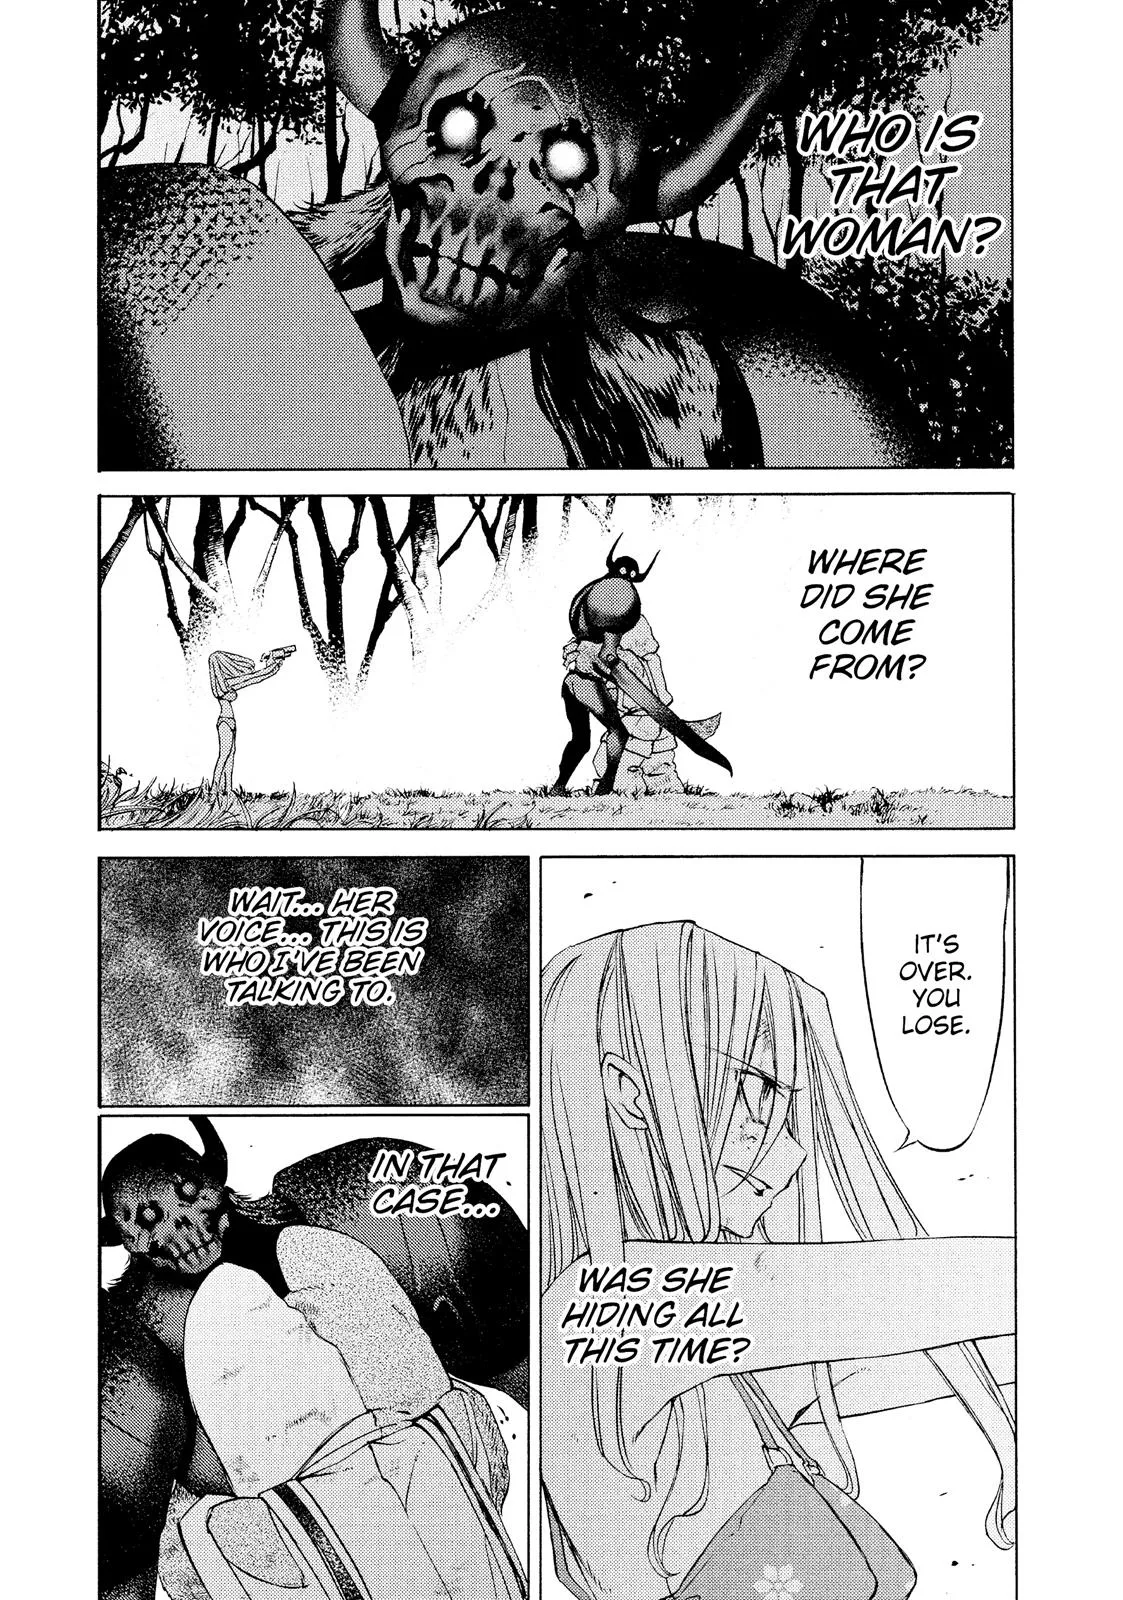 WHO IS
THAT
WOMAN?
WHERE
DID SHE
COME
FROM?
IT'S
OVER.
YOU
LOSE.
WAS SHE
HIDING ALL
THIS TIME?
WAIT... HER
VOICE... THIS IS
WHO I'VE BEEN
TALKING TO.
IN THAT
CASE...